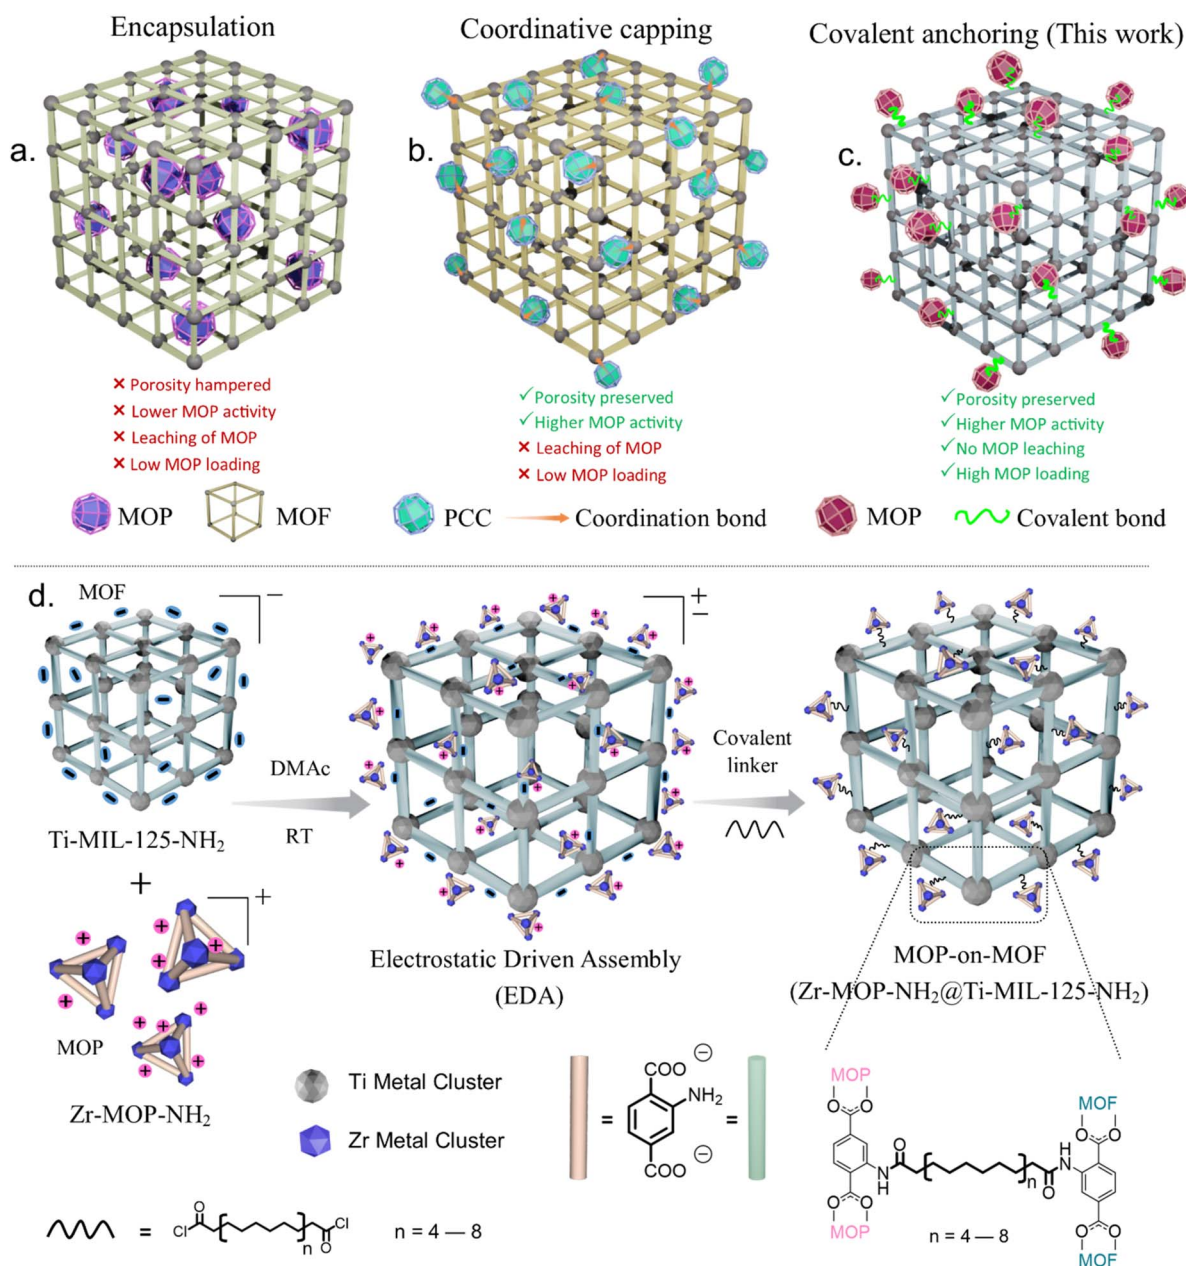 Encapsulation
a.
× Porosity hampered
× Lower MOP activity
× Leaching of MOP
× Low MOP loading
MOP
MOF
Coordinative capping
b.
✓Porosity preserved
✓Higher MOP activity
× Leaching of MOP
× Low MOP loading
PCC
Coordination bond
Covalent anchoring (This work)
c.
✓Porosity preserved
✓Higher MOP activity
✓No MOP leaching
✓High MOP loading
MOP
Covalent bond
d.
MOF
−
Ti-MIL-125-NH₂
+
+
MOP
Zr-MOP-NH₂
DMAc
RT
+
−
Electrostatic Driven Assembly
(EDA)
Covalent
linker
MOP-on-MOF
(Zr-MOP-NH₂@Ti-MIL-125-NH₂)
Ti Metal Cluster
Zr Metal Cluster
=
COO ⊖
NH₂
COO ⊖
=
=
Cl
O
n
O
Cl
n = 4 — 8
MOP
O
O
O
O
MOP
N
H
O
n
O
H
N
MOF
O
O
O
O
MOF
n = 4 — 8